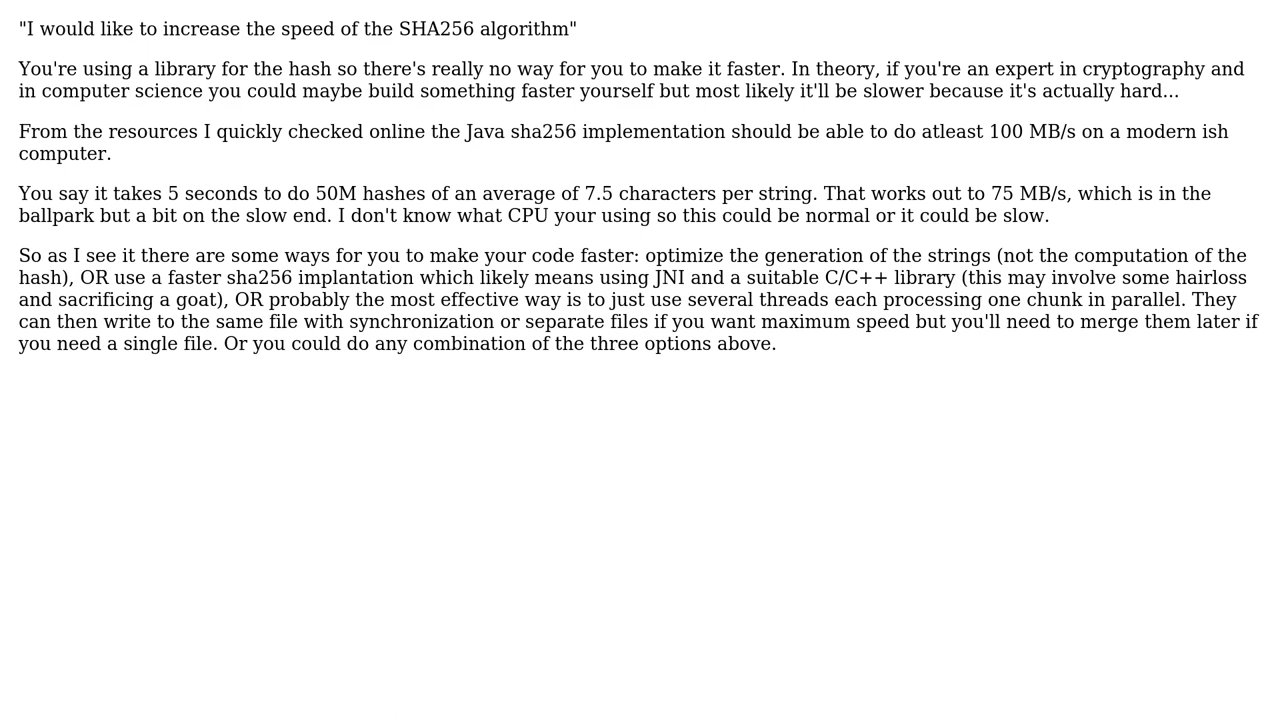 "I would like to increase the speed of the SHA256 algorithm"
You're using a library for the hash so there's really no way for you to make it faster. In theory, if you're an expert in cryptography and
in computer science you could maybe build something faster yourself but most likely it'll be slower because it's actually hard...
From the resources I quickly checked online the Java sha256 implementation should be able to do atleast 100 MB/s on a modern ish
computer.
You say it takes 5 seconds to do 50M hashes of an average of 7.5 characters per string. That works out to 75 MB/s, which is in the
ballpark but a bit on the slow end. I don't know what CPU your using so this could be normal or it could be slow.
So as I see it there are some ways for you to make your code faster: optimize the generation of the strings (not the computation of the
hash), OR use a faster sha256 implantation which likely means using JNI and a suitable C/C++ library (this may involve some hairloss
and sacrificing a goat), OR probably the most effective way is to just use several threads each processing one chunk in parallel. They
can then write to the same file with synchronization or separate files if you want maximum speed but you'll need to merge them later if
you need a single file. Or you could do any combination of the three options above.